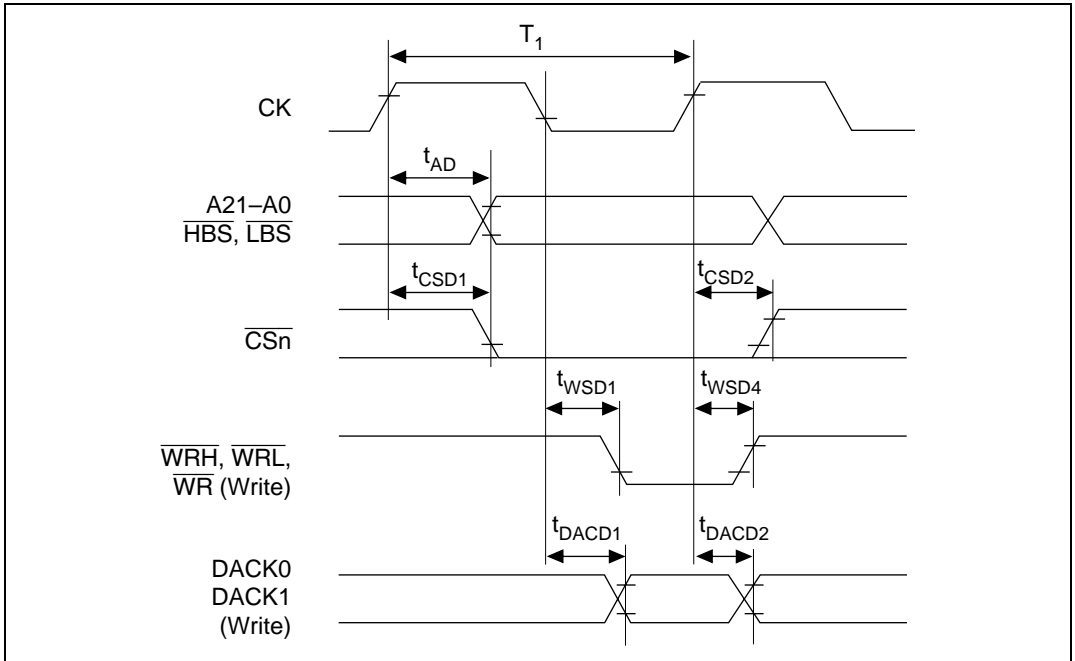 T1
CK
tAD
A21–A0
HBS, LBS
tCSD1
tCSD2
CSn
tWSD1
tWSD4
WRH, WRL,
WR (Write)
tDACD1
tDACD2
DACK0
DACK1
(Write)